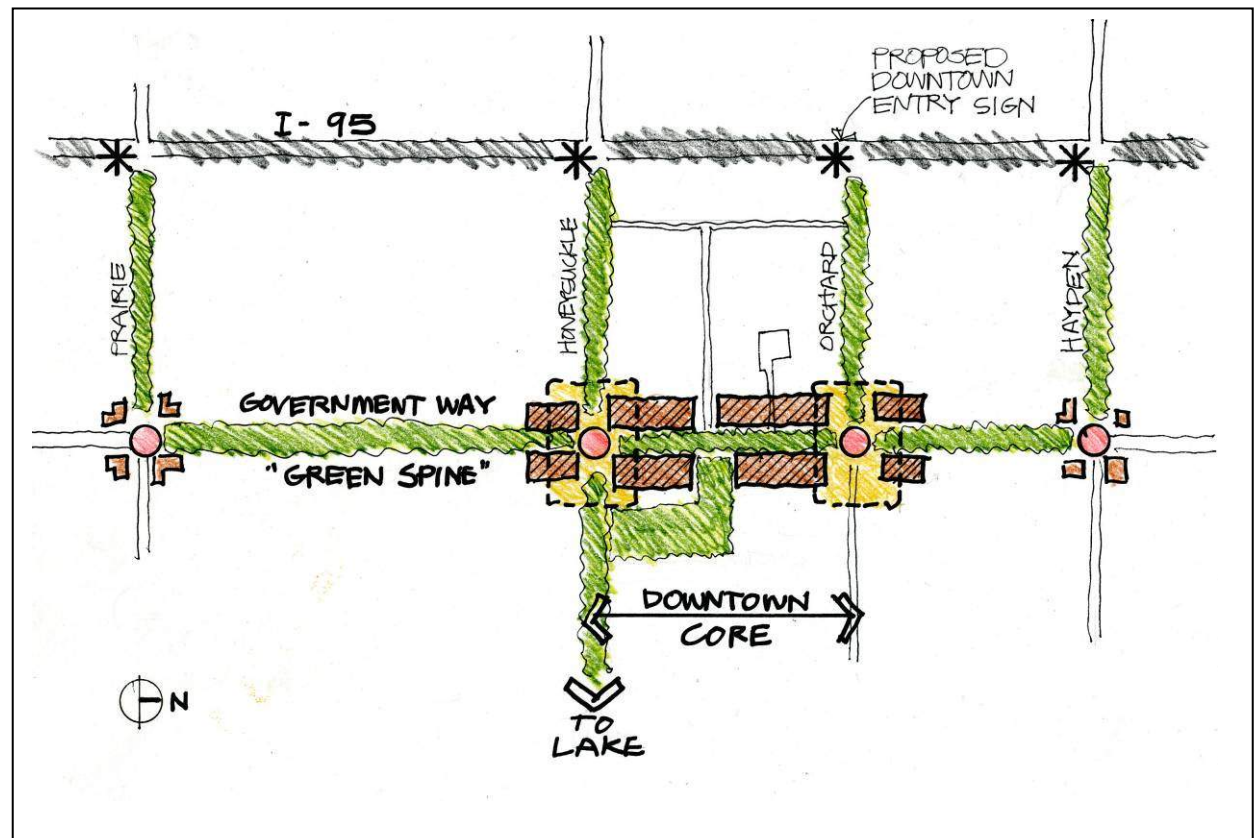 PROPOSED
DOWNTOWN
ENTRY SIGN
I-95
PRAIRIE
HONEYSUCKLE
ORCHARD
HAYDEN
GOVERNMENT WAY
"GREEN SPINE"
DOWNTOWN
CORE
N
TO
LAKE